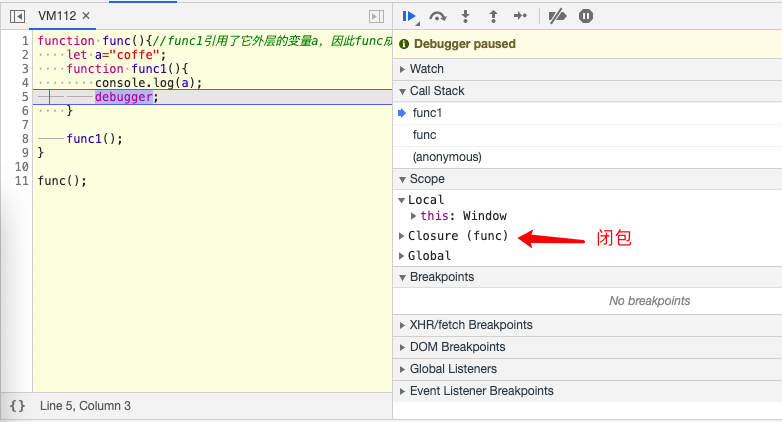 VM112 ×
1 function func(){//func1引用了它外层的变量a，因此func成
2 let a="coffe";
3 function func1(){
4 console.log(a);
5 debugger;
6 }
7
8 func1();
9 }
10
11 func();
{} Line 5, Column 3
Debugger paused
Watch
Call Stack
func1
func
(anonymous)
Scope
Local
this: Window
Closure (func) 闭包
Global
Breakpoints
No breakpoints
XHR/fetch Breakpoints
DOM Breakpoints
Global Listeners
Event Listener Breakpoints